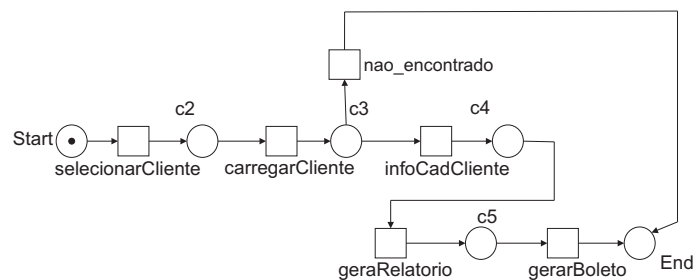 nao_encontrado
c2
c3
c4
Start
selecionarCliente
carregarCliente
infoCadCliente
c5
geraRelatorio
gerarBoleto
End